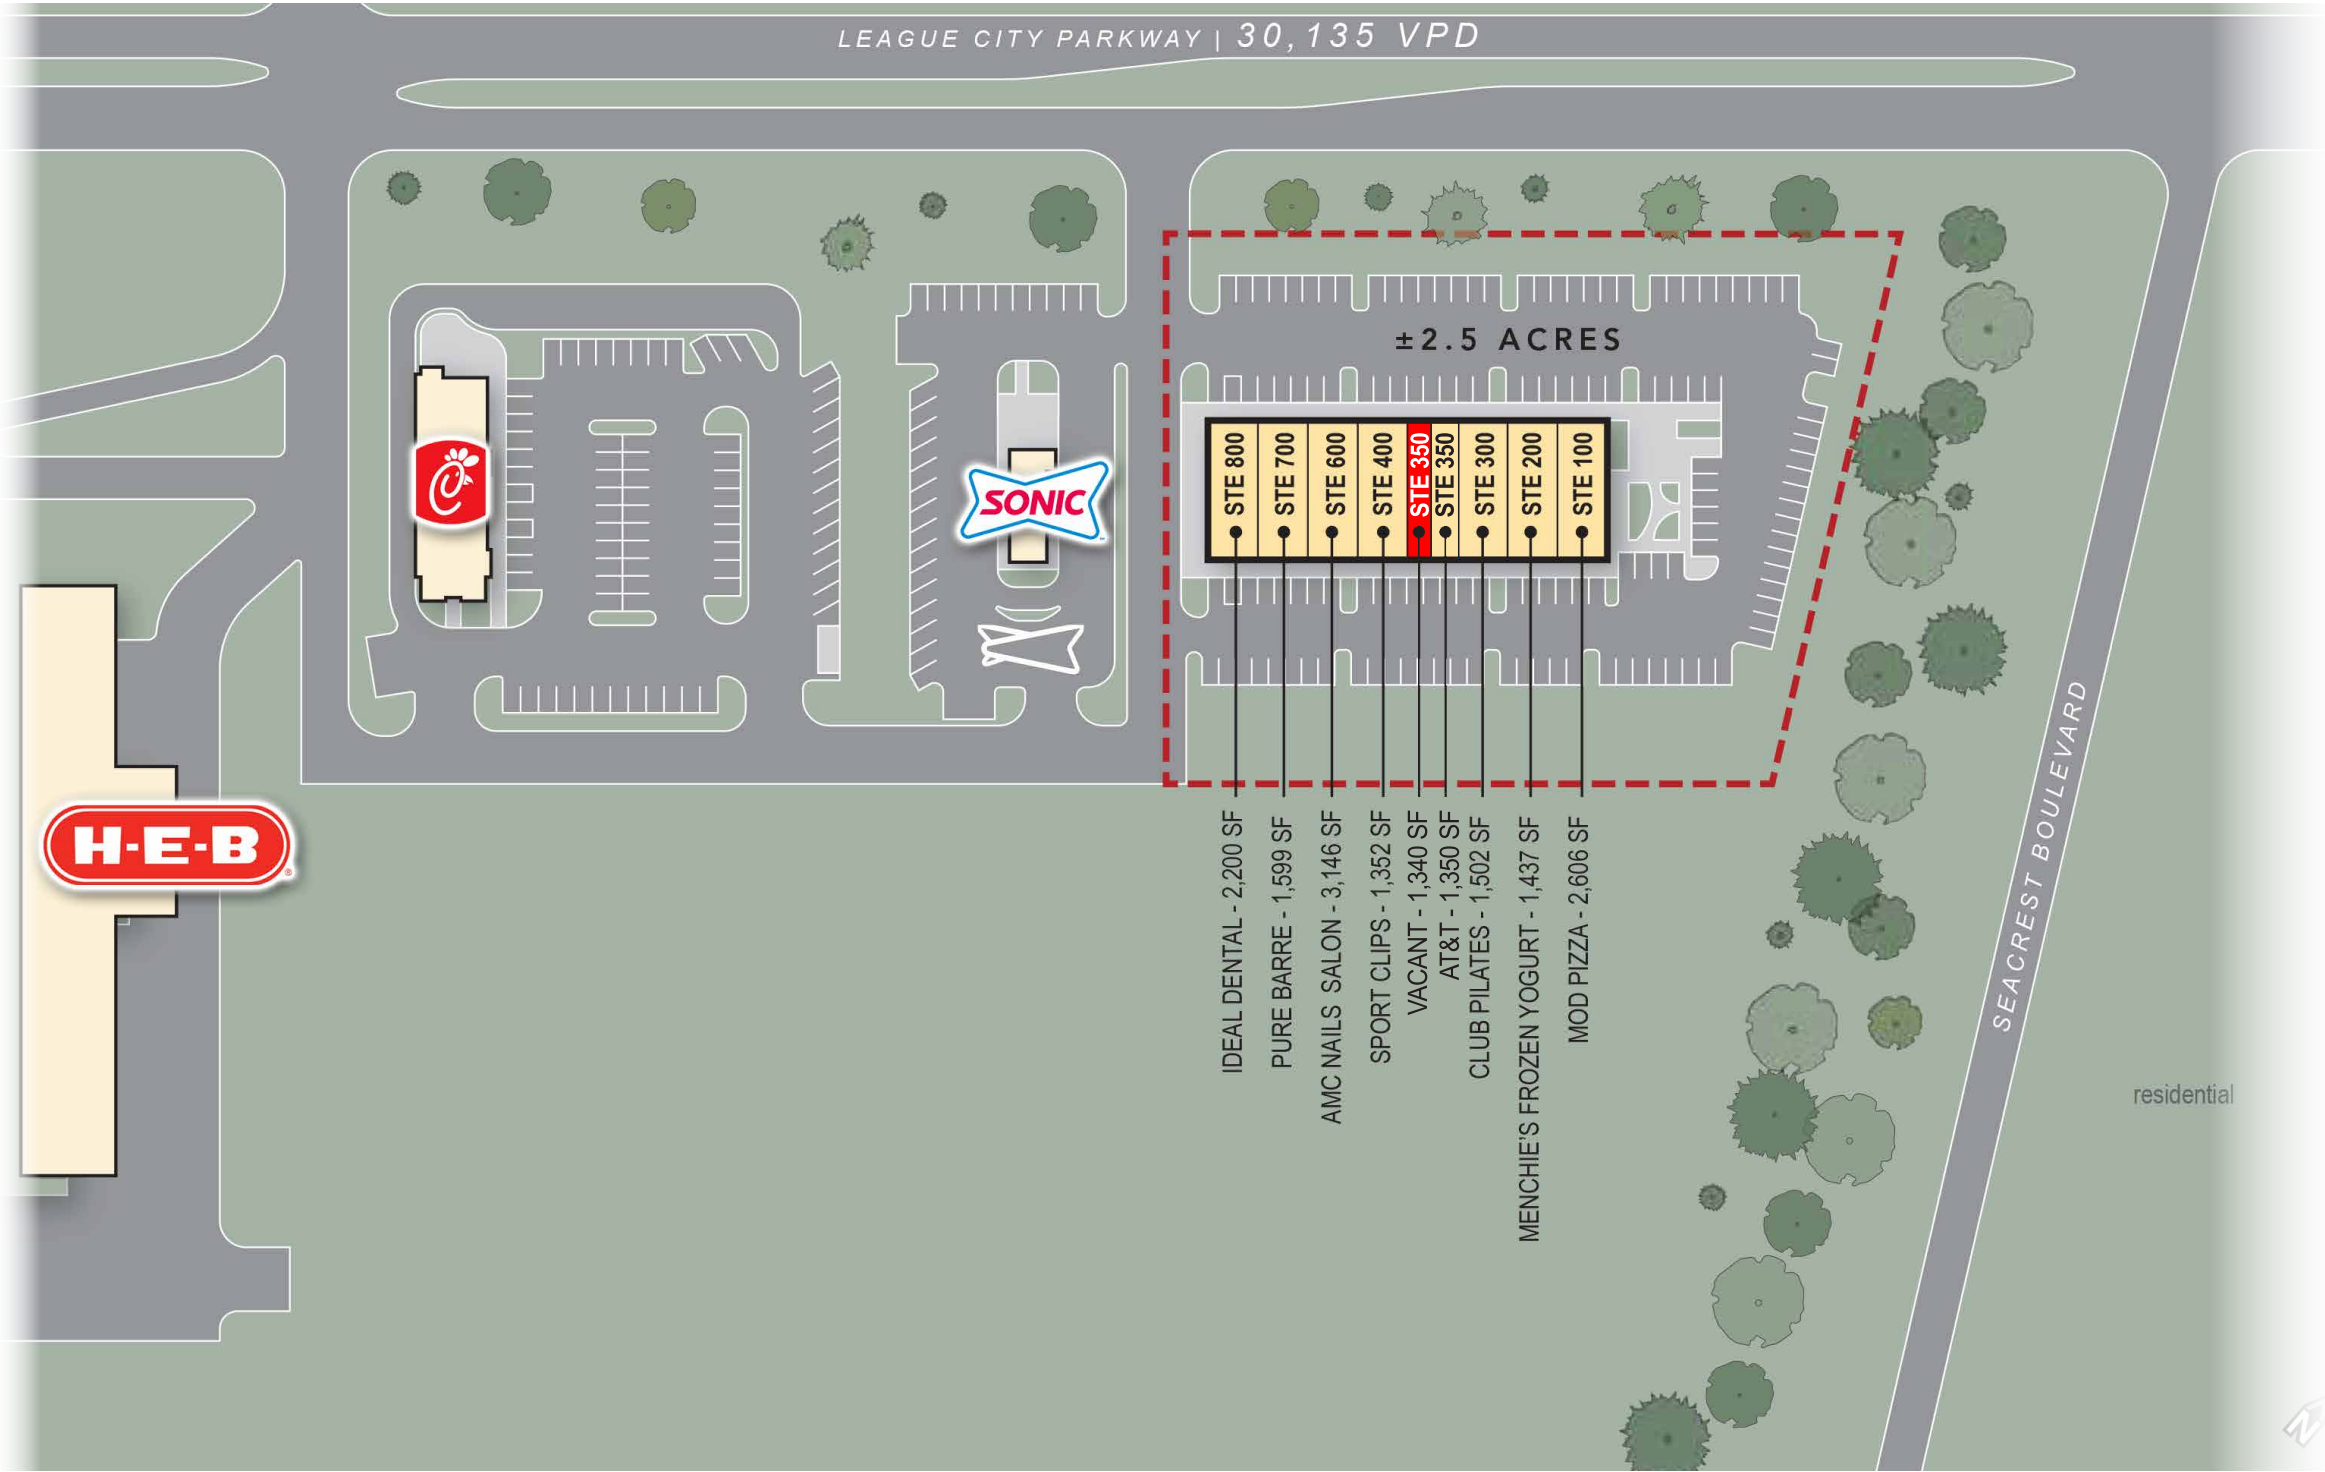 LEAGUE CITY PARKWAY | 30,135 VPD
±2.5 ACRES
STE 800
STE 700
STE 600
STE 400
STE 350
STE 350
STE 300
STE 200
STE 100
SONIC
H-E-B
IDEAL DENTAL - 2,200 SF
PURE BARRE - 1,599 SF
AMC NAILS SALON - 3,146 SF
SPORT CLIPS - 1,352 SF
VACANT - 1,340 SF
AT&T - 1,350 SF
CLUB PILATES - 1,502 SF
MENCHIE'S FROZEN YOGURT - 1,437 SF
MOD PIZZA - 2,606 SF
SEACREST BOULEVARD
residential
N